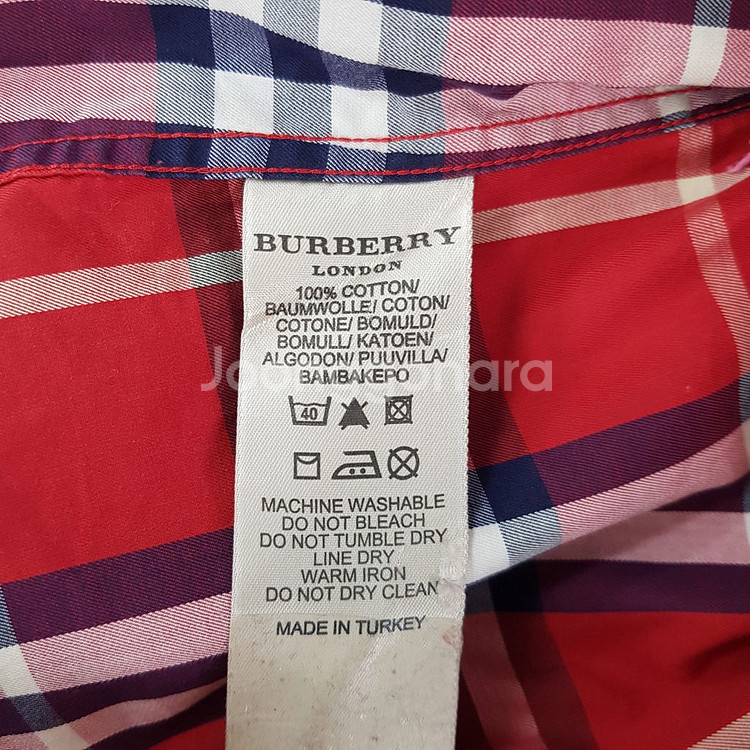 BURBERRY
LONDON
100% COTTON/
BAUMWOLLE/ COTON/
COTONE/ BOMULD/
BOMULL/ KATOEN/
ALGODON/ PUUVILLA/
BAMBAKEPO
40
MACHINE WASHABLE
DO NOT BLEACH
DO NOT TUMBLE DRY
LINE DRY
WARM IRON
DO NOT DRY CLEAN
MADE IN TURKEY